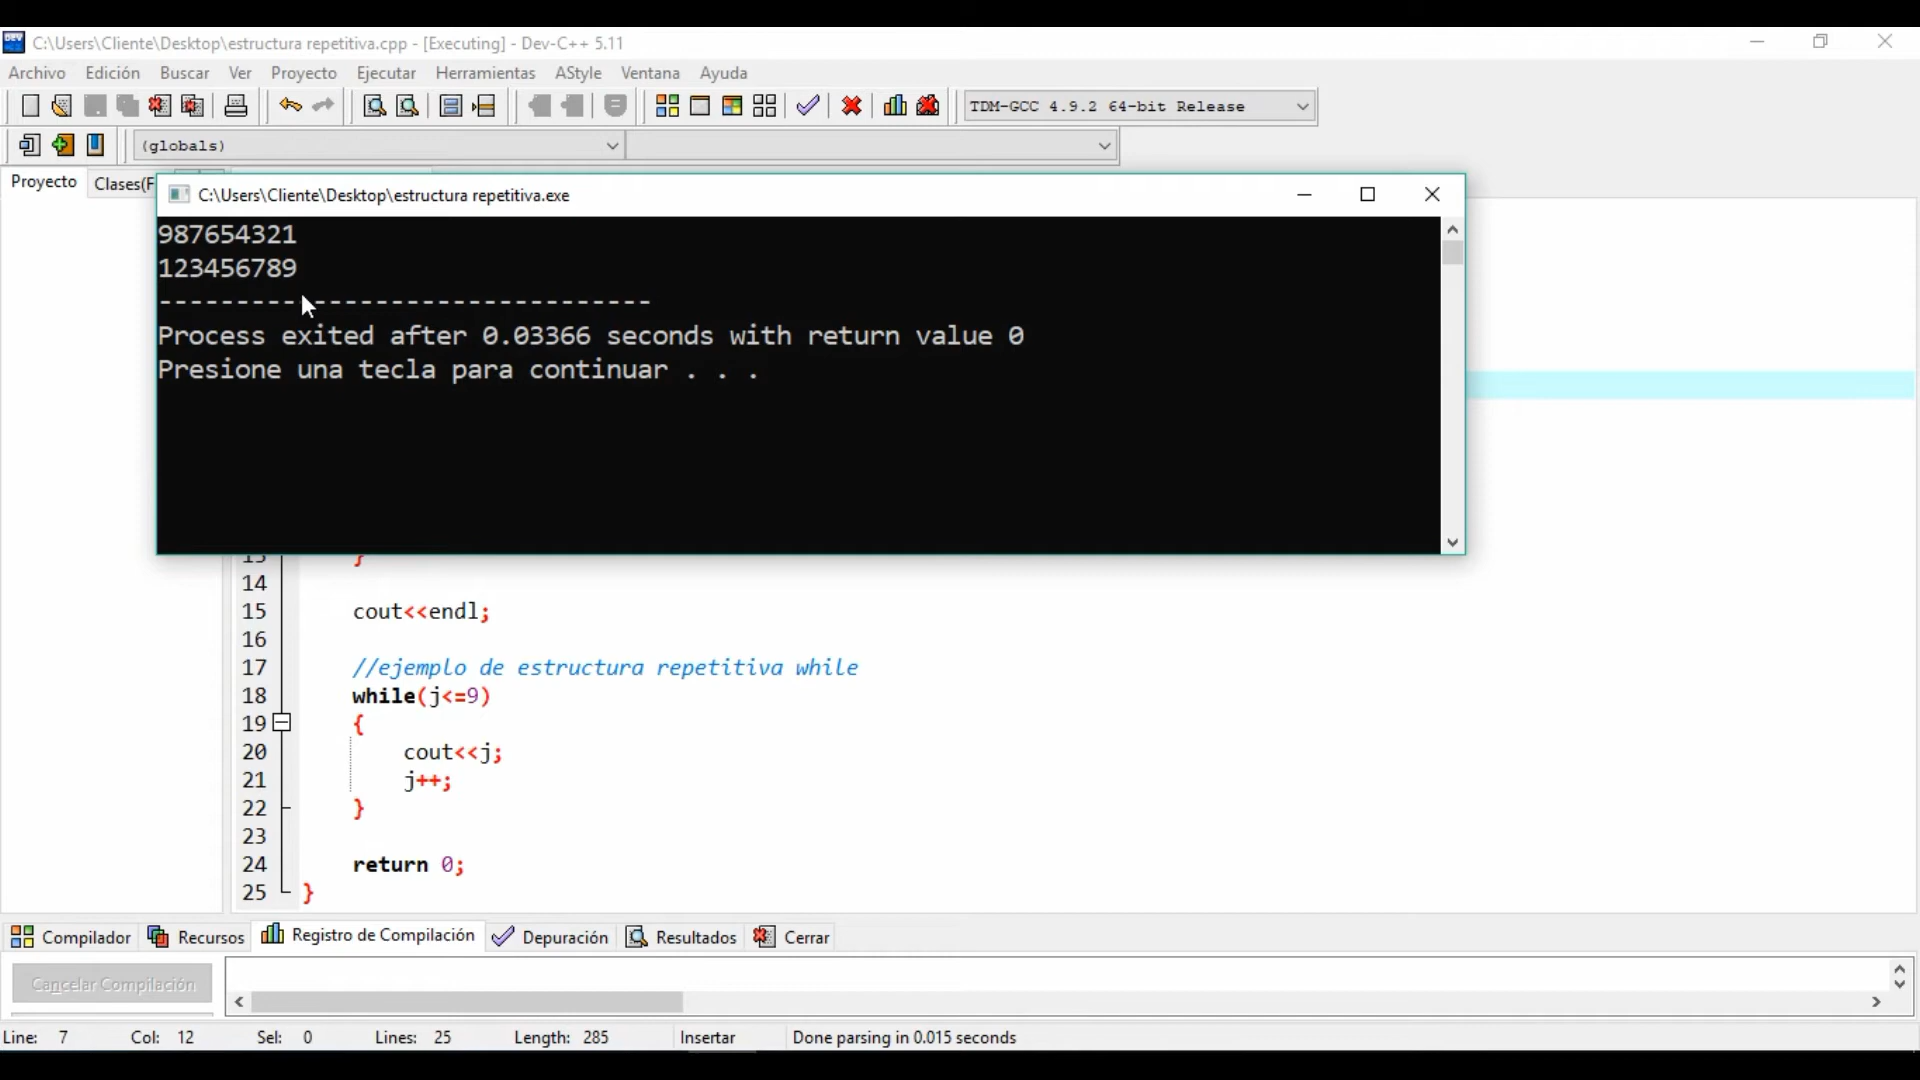 C:\Users\Cliente\Desktop\estructura repetitiva.cpp - [Executing] - Dev-C++ 5.11
Archivo Edición Buscar Ver Proyecto Ejecutar Herramientas AStyle Ventana Ayuda
TDM-GCC 4.9.2 64-bit Release
(globals)
Proyecto Clases(F
C:\Users\Cliente\Desktop\estructura repetitiva.exe
987654321
123456789
--------------------------------
Process exited after 0.03366 seconds with return value 0
Presione una tecla para continuar . . .
13 }
14
15 cout<<endl;
16
17 //ejemplo de estructura repetitiva while
18 while(j<=9)
19 {
20 cout<<j;
21 j++;
22 }
23
24 return 0;
25 }
Compilador Recursos Registro de Compilación Depuración Resultados Cerrar
Cancelar Compilación
Line: 7 Col: 12 Sel: 0 Lines: 25 Length: 285 Insertar Done parsing in 0.015 seconds